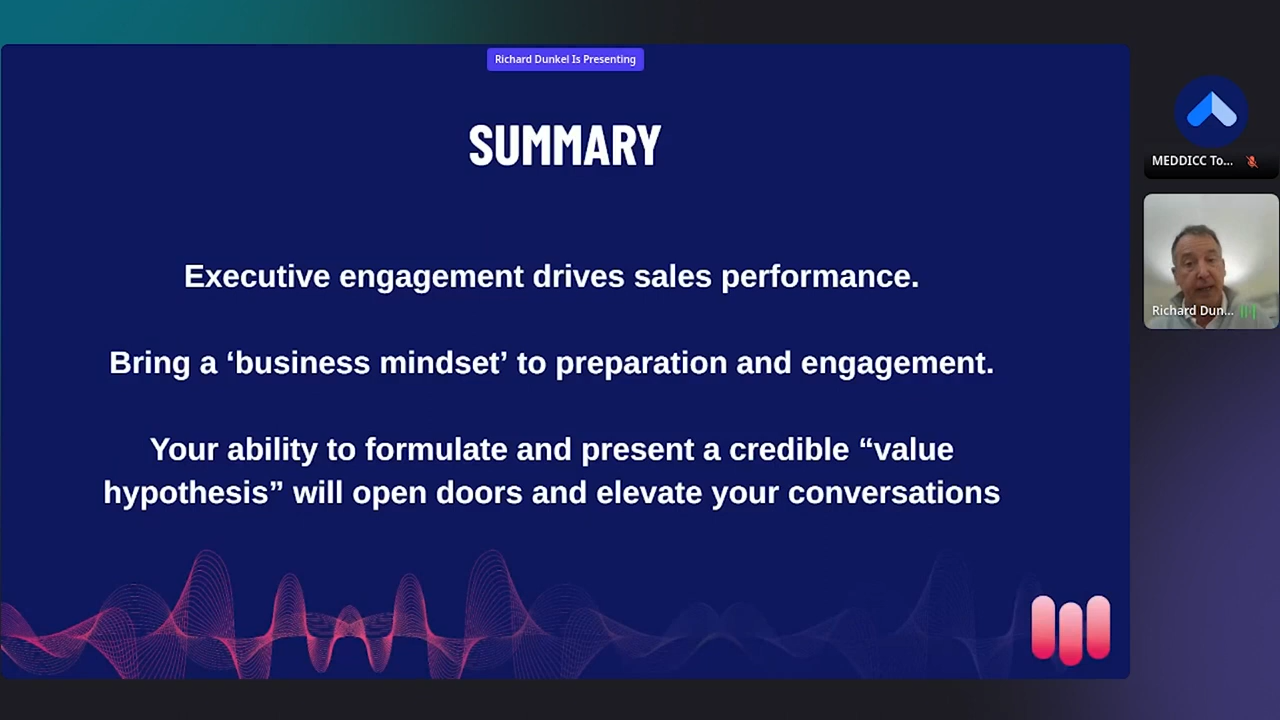 Richard Dunkel Is Presenting
SUMMARY
MEDDICC To...
Executive engagement drives sales performance.
Richard Dun...
Bring a ‘business mindset’ to preparation and engagement.
Your ability to formulate and present a credible “value
hypothesis” will open doors and elevate your conversations